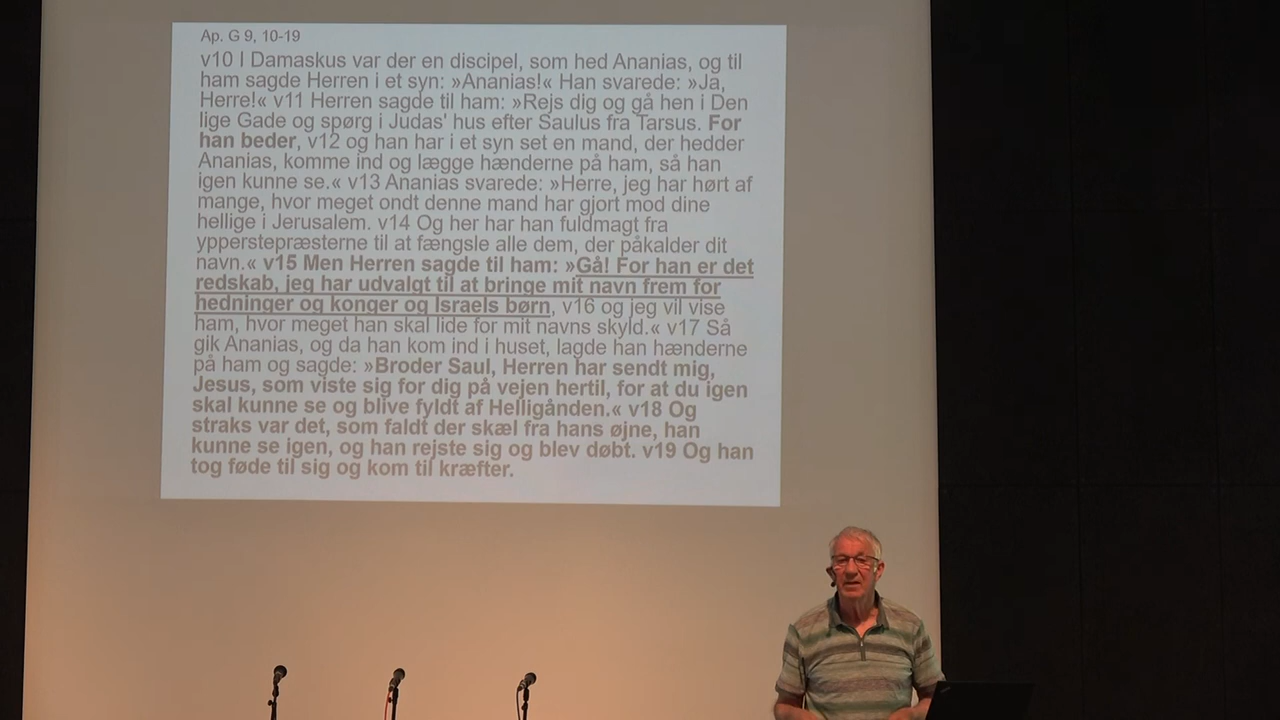 Ap. G 9, 10-19
v10 I Damaskus var der en discipel, som hed Ananias, og til
ham sagde Herren i et syn: »Ananias!« Han svarede: »Ja,
Herre!« v11 Herren sagde til ham: »Rejs dig og gå hen i Den
lige Gade og spørg i Judas' hus efter Saulus fra Tarsus. For
han beder, v12 og han har i et syn set en mand, der hedder
Ananias, komme ind og lægge hænderne på ham, så han
igen kunne se.« v13 Ananias svarede: »Herre, jeg har hørt af
mange, hvor meget ondt denne mand har gjort mod dine
hellige i Jerusalem. v14 Og her har han fuldmagt fra
ypperstepræsterne til at fængsle alle dem, der påkalder dit
navn.« v15 Men Herren sagde til ham: »Gå! For han er det
redskab, jeg har udvalgt til at bringe mit navn frem for
hedninger og konger og Israels børn, v16 og jeg vil vise
ham, hvor meget han skal lide for mit navns skyld.« v17 Så
gik Ananias, og da han kom ind i huset, lagde han hænderne
på ham og sagde: »Broder Saul, Herren har sendt mig,
Jesus, som viste sig for dig på vejen hertil, for at du igen
skal kunne se og blive fyldt af Helligånden.« v18 Og
straks var det, som faldt der skæl fra hans øjne, han
kunne se igen, og han rejste sig og blev døbt. v19 Og han
tog føde til sig og kom til kræfter.